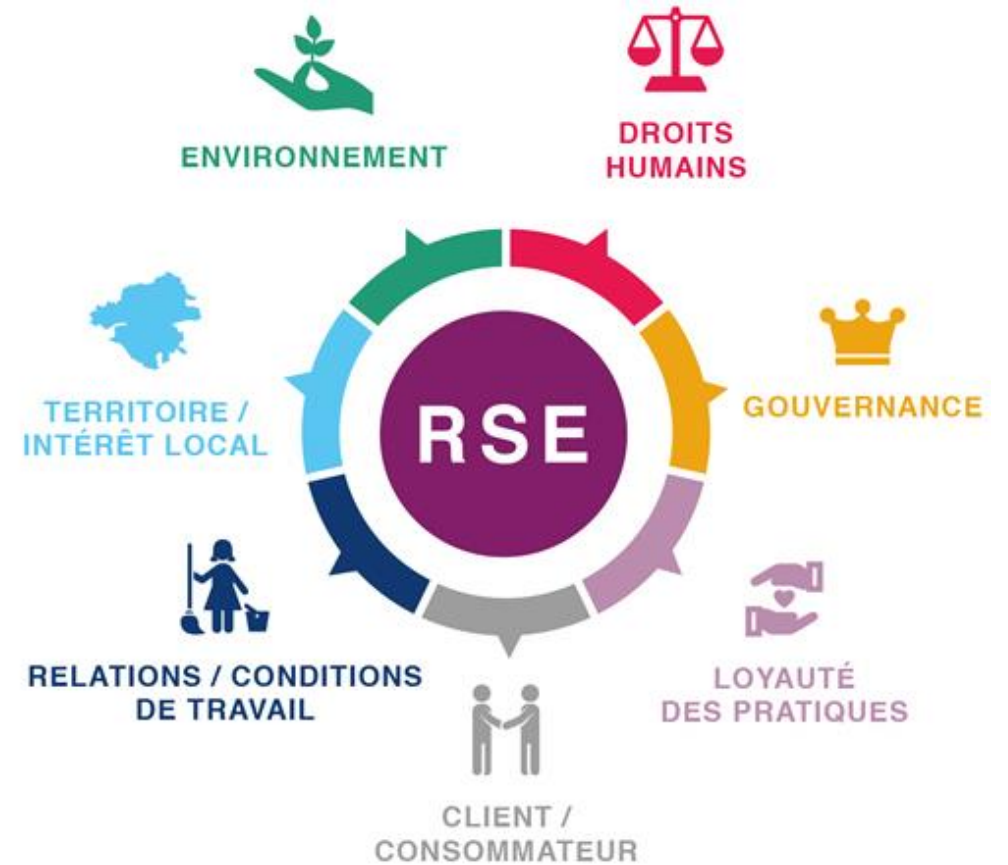 ENVIRONNEMENT
DROITS
HUMAINS
TERRITOIRE /
INTÉRÊT LOCAL
RSE
GOUVERNANCE
RELATIONS / CONDITIONS
DE TRAVAIL
LOYAUTÉ
DES PRATIQUES
CLIENT /
CONSOMMATEUR